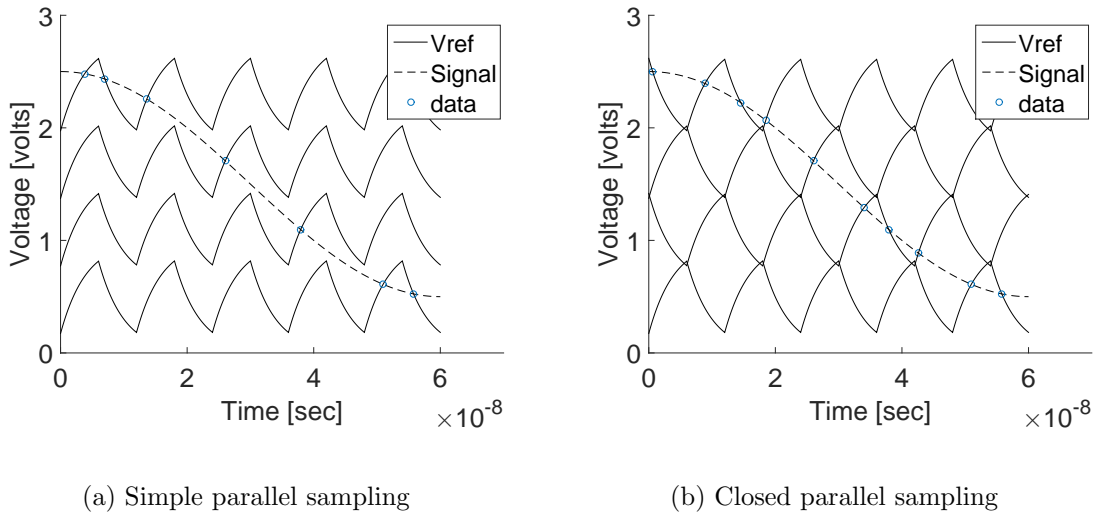 3
2
1
0
Voltage [volts]
0
2
4
6
Time [sec]
×10-8
Vref
Signal
data
(a) Simple parallel sampling
3
2
1
0
Voltage [volts]
0
2
4
6
Time [sec]
×10-8
Vref
Signal
data
(b) Closed parallel sampling